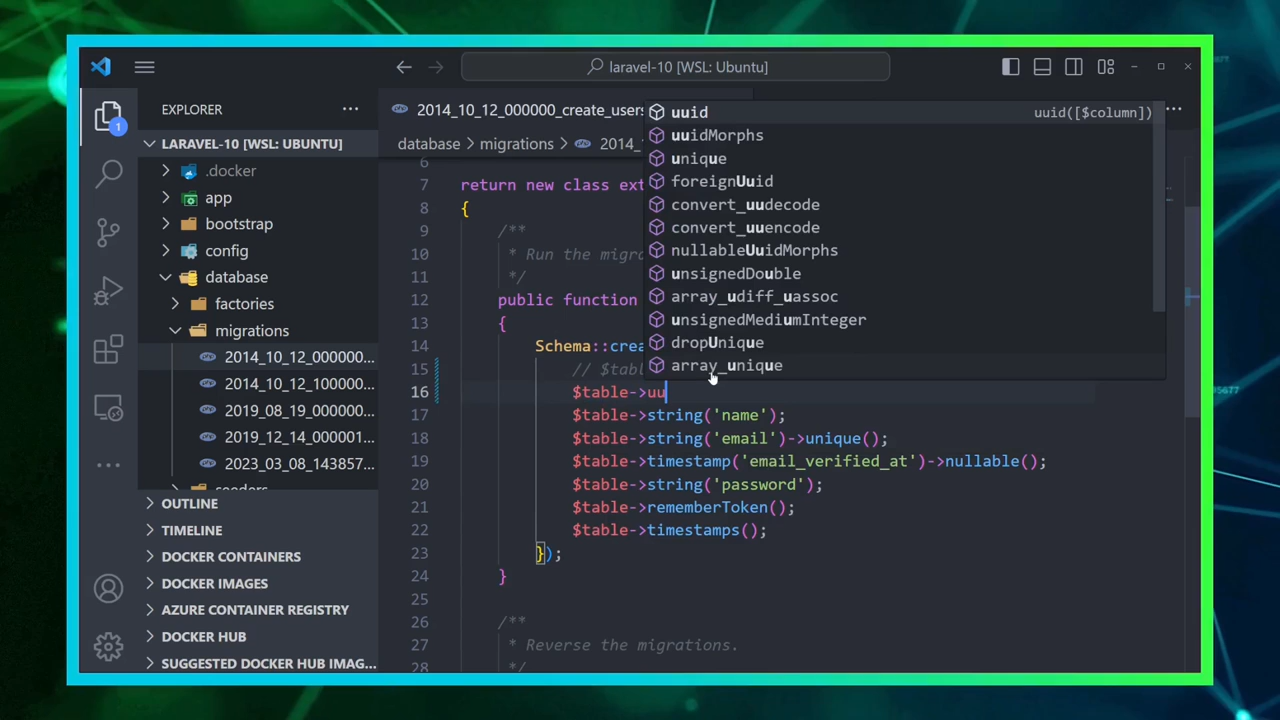 laravel-10 [WSL: Ubuntu]
EXPLORER
1
LARAVEL-10 [WSL: UBUNTU]
.docker
app
bootstrap
config
database
factories
migrations
2014_10_12_000000...
2014_10_12_100000...
2019_08_19_000000...
2019_12_14_000001...
2023_03_08_143857...
seeders
OUTLINE
TIMELINE
DOCKER CONTAINERS
DOCKER IMAGES
AZURE CONTAINER REGISTRY
DOCKER HUB
SUGGESTED DOCKER HUB IMAG...
2014_10_12_000000_create_users
database > migrations > 2014_
6
7 return new class ext
8 {
9 /**
10 * Run the migra
11 */
12 public function
13 {
14 Schema::crea
15 // $tabl
16 $table->uu
17 $table->string('name');
18 $table->string('email')->unique();
19 $table->timestamp('email_verified_at')->nullable();
20 $table->string('password');
21 $table->rememberToken();
22 $table->timestamps();
23 });
24 }
25
26 /**
27 * Reverse the migrations.
28 */
uuid uuid([$column])
uuidMorphs
unique
foreignUuid
convert_uudecode
convert_uuencode
nullableUuidMorphs
unsignedDouble
array_udiff_uassoc
unsignedMediumInteger
dropUnique
array_unique